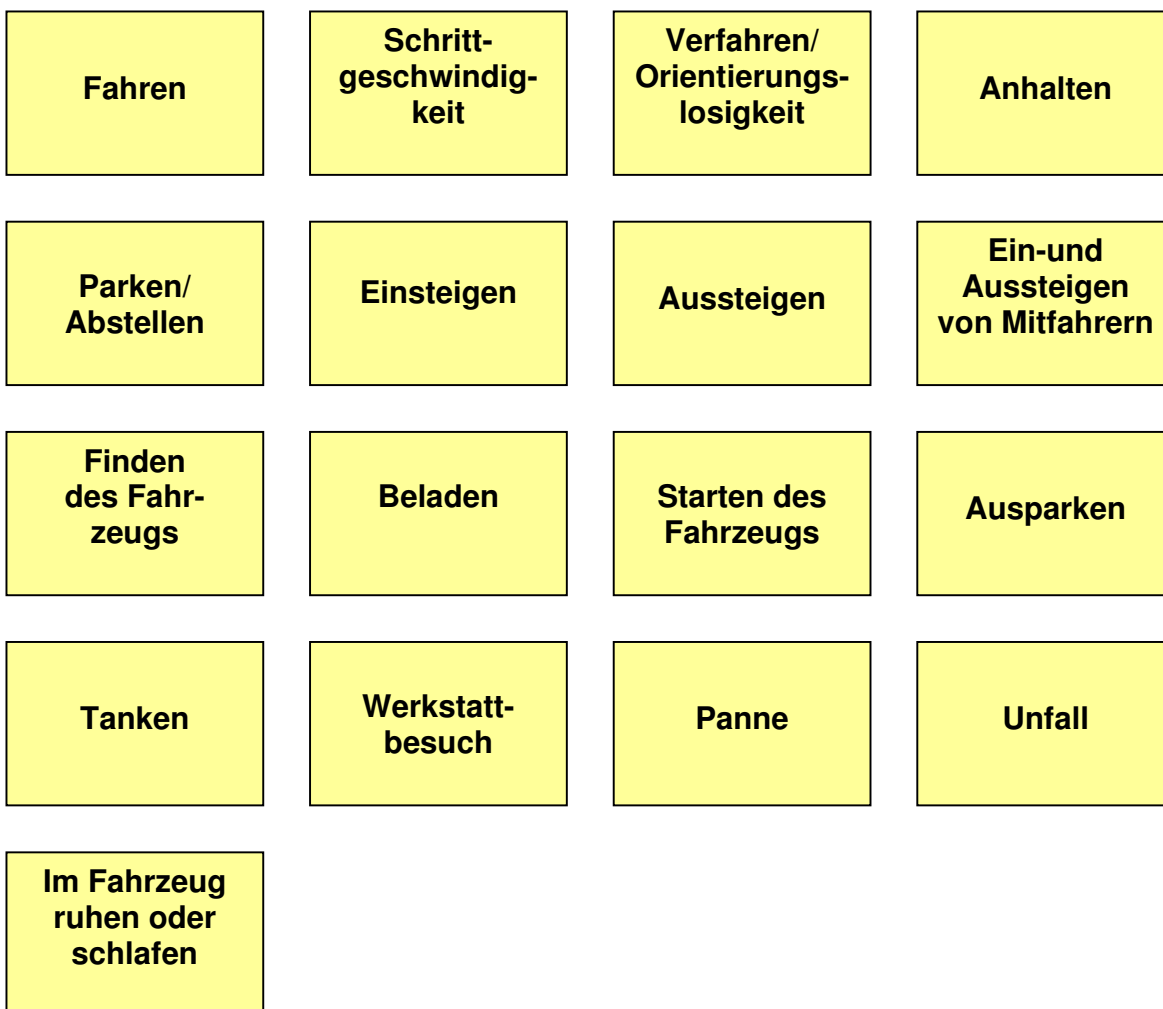 Fahren
Schritt-
geschwindig-
keit
Verfahren/
Orientierungs-
losigkeit
Anhalten
Parken/
Abstellen
Einsteigen
Aussteigen
Ein-und
Aussteigen
von Mitfahrern
Finden
des Fahr-
zeugs
Beladen
Starten des
Fahrzeugs
Ausparken
Tanken
Werkstatt-
besuch
Panne
Unfall
Im Fahrzeug
ruhen oder
schlafen